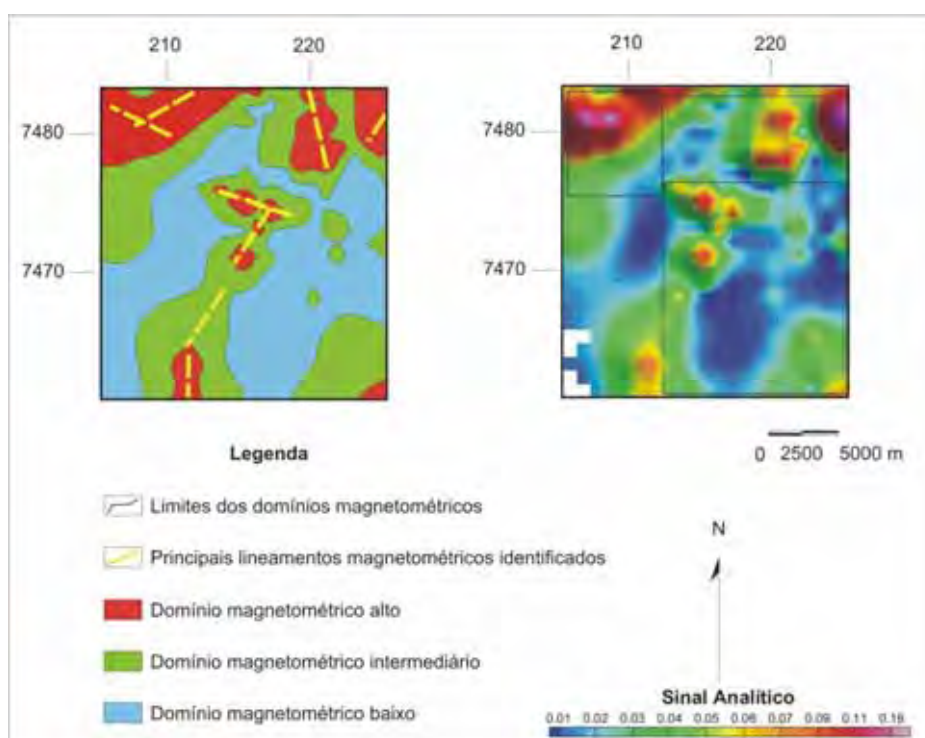 210 220 210 220
7480 7480
7470 7470
Legenda
0 2500 5000 m
Limites dos domínios magnetométricos
N
Principais lineamentos magnetométricos identificados
Domínio magnetométrico alto
Domínio magnetométrico intermediário
Sinal Analítico
Domínio magnetométrico baixo
0.01 0.02 0.03 0.04 0.05 0.06 0.07 0.09 0.11 0.16